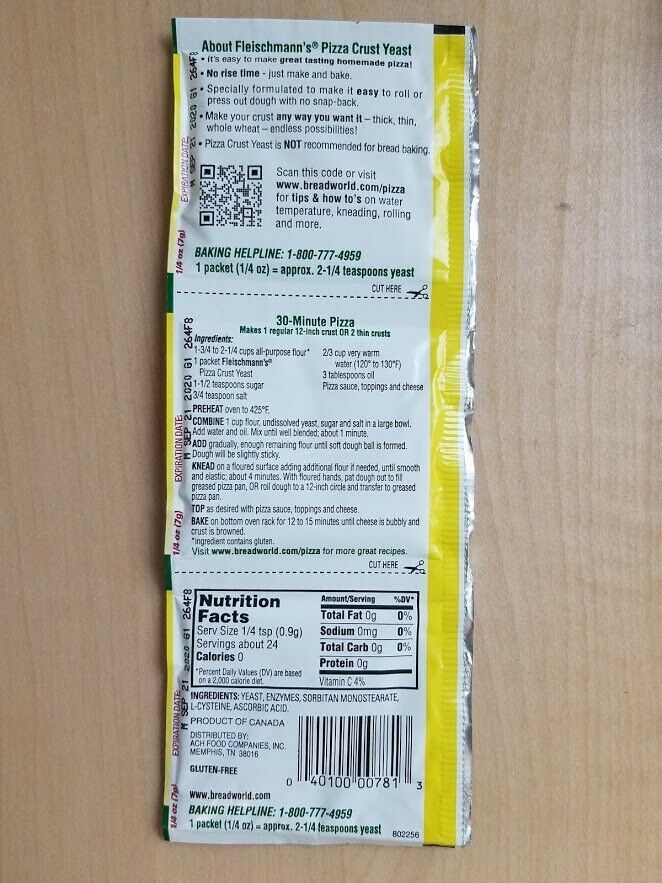 About Fleischmann's® Pizza Crust Yeast
• It's easy to make great tasting homemade pizza!
• No rise time - just make and bake.
• Specially formulated to make it easy to roll or
press out dough with no snap-back.
• Make your crust any way you want it – thick, thin,
whole wheat – endless possibilities!
• Pizza Crust Yeast is NOT recommended for bread baking.
Scan this code or visit
www.breadworld.com/pizza
for tips & how to's on water
temperature, kneading, rolling
and more.
BAKING HELPLINE: 1-800-777-4959
1 packet (1/4 oz) = approx. 2-1/4 teaspoons yeast
1/4 oz (7g)
EXPIRATION DATE:
M SEP 21 2020 G1 264F8
CUT HERE
30-Minute Pizza
Makes 1 regular 12-inch crust OR 2 thin crusts
Ingredients:
1-3/4 to 2-1/4 cups all-purpose flour*
1 packet Fleischmann's®
Pizza Crust Yeast
1-1/2 teaspoons sugar
3/4 teaspoon salt
2/3 cup very warm
water (120° to 130°F)
3 tablespoons oil
Pizza sauce, toppings and cheese
PREHEAT oven to 425°F.
COMBINE 1 cup flour, undissolved yeast, sugar and salt in a large bowl.
Add water and oil. Mix until well blended; about 1 minute.
ADD gradually, enough remaining flour until soft dough ball is formed.
Dough will be slightly sticky.
KNEAD on a floured surface adding additional flour if needed, until smooth
and elastic; about 4 minutes. With floured hands, pat dough out to fill
greased pizza pan, OR roll dough to a 12-inch circle and transfer to greased
pizza pan.
TOP as desired with pizza sauce, toppings and cheese.
BAKE on bottom oven rack for 12 to 15 minutes until cheese is bubbly and
crust is browned.
*Ingredient contains gluten.
Visit www.breadworld.com/pizza for more great recipes.
1/4 oz (7g)
EXPIRATION DATE:
M SEP 21 2020 G1 264F8
CUT HERE
Nutrition
Facts
Serv Size 1/4 tsp (0.9g)
Servings about 24
Calories 0
*Percent Daily Values (DV) are based
on a 2,000 calorie diet.
Amount/Serving %DV*
Total Fat 0g 0%
Sodium 0mg 0%
Total Carb 0g 0%
Protein 0g
Vitamin C 4%
INGREDIENTS: YEAST, ENZYMES, SORBITAN MONOSTEARATE,
L-CYSTEINE, ASCORBIC ACID.
PRODUCT OF CANADA
DISTRIBUTED BY:
ACH FOOD COMPANIES, INC.
MEMPHIS, TN 38016
GLUTEN-FREE
0 40100 00781 3
www.breadworld.com
BAKING HELPLINE: 1-800-777-4959
1 packet (1/4 oz) = approx. 2-1/4 teaspoons yeast
802256
1/4 oz (7g)
EXPIRATION DATE:
M SEP 21 2020 G1 264F8